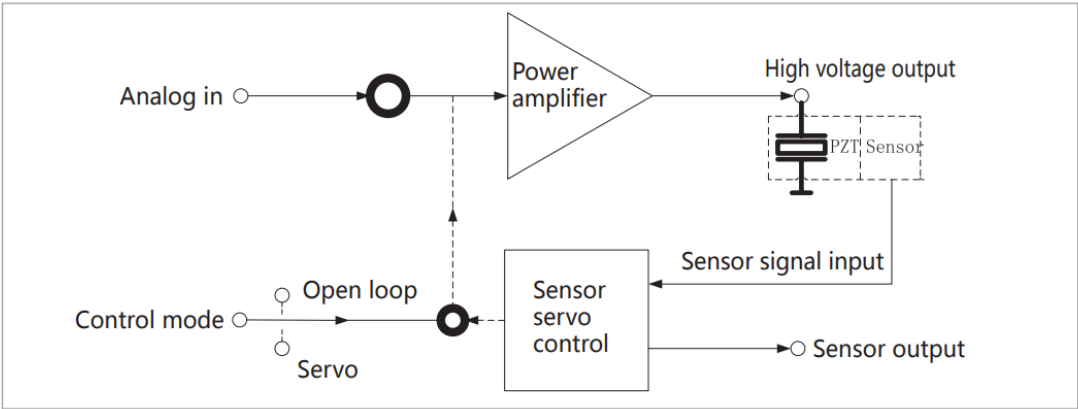 Analog in
Power
amplifier
High voltage output
PZT Sensor
Sensor signal input
Control mode
Open loop
Servo
Sensor
servo
control
Sensor output